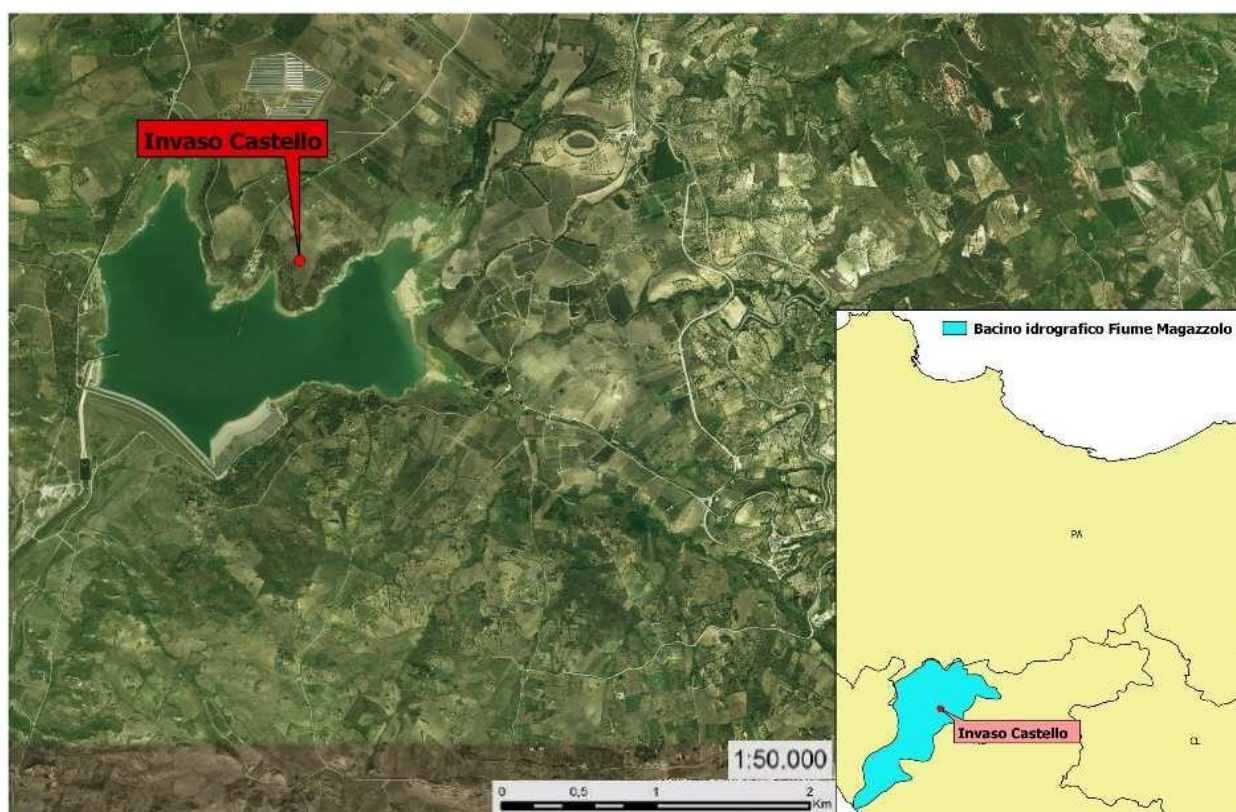 Invaso Castello
Bacino idrografico Fiume Magazzolo
PA
Invaso Castello
CL
1:50.000
0 0,5 1 2
Km